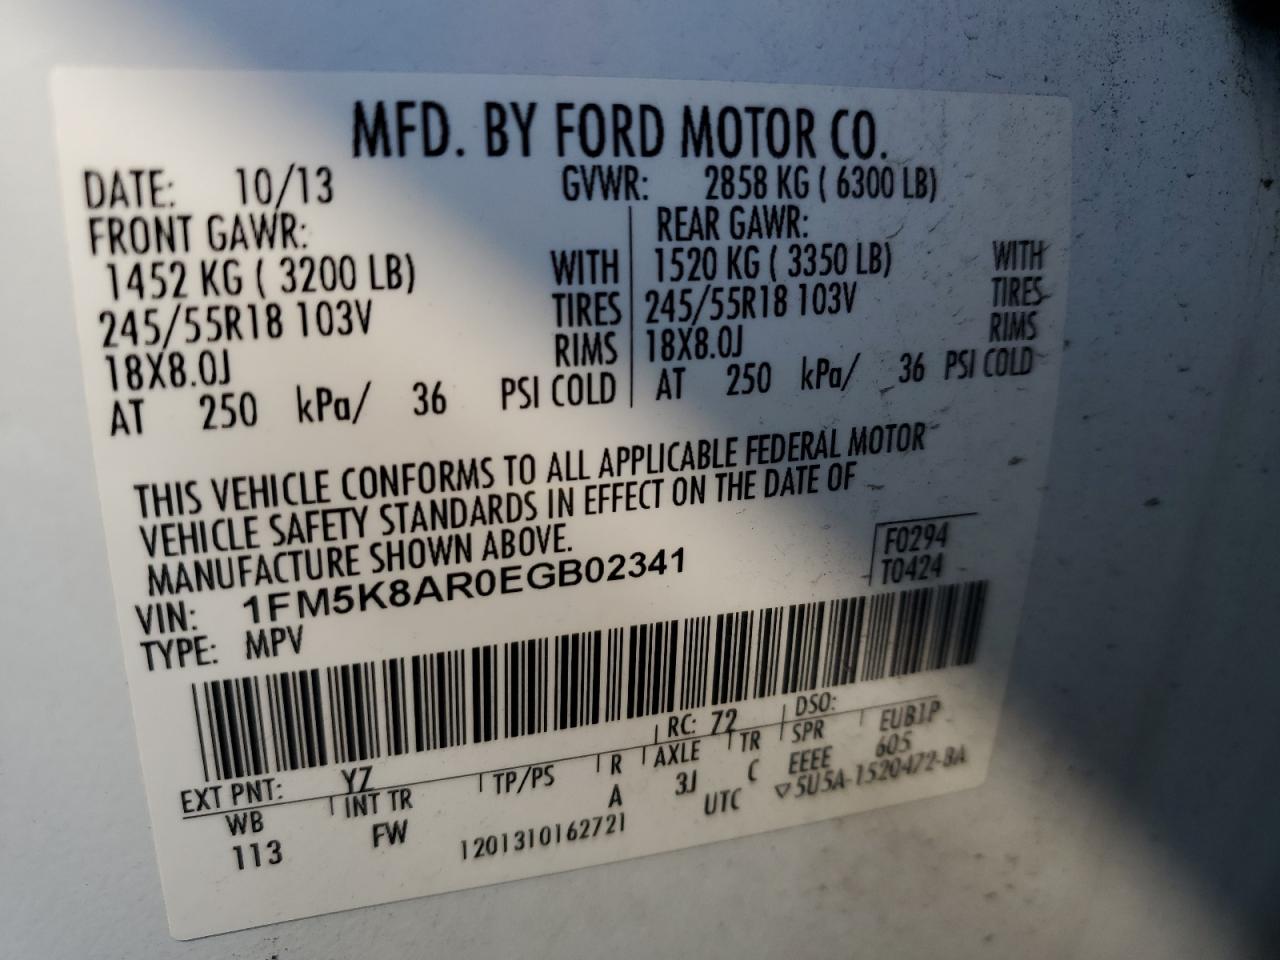 MFD. BY FORD MOTOR CO.
DATE: 10/13 GVWR: 2858 KG ( 6300 LB)
FRONT GAWR: REAR GAWR:
1452 KG ( 3200 LB) WITH 1520 KG ( 3350 LB) WITH
245/55R18 103V TIRES 245/55R18 103V TIRES
18X8.0J RIMS 18X8.0J RIMS
AT 250 kPa/ 36 PSI COLD AT 250 kPa/ 36 PSI COLD
THIS VEHICLE CONFORMS TO ALL APPLICABLE FEDERAL MOTOR
VEHICLE SAFETY STANDARDS IN EFFECT ON THE DATE OF
MANUFACTURE SHOWN ABOVE.
F0294
T0424
VIN: 1FM5K8AR0EGB02341
TYPE: MPV
EXT PNT: YZ RC: 72 DSO:
WB INT TR TP/PS R AXLE TR SPR EUB1P
113 FW A 3J C EEEE 605
1201310162721 UTC ▽5U5A-1520472-BA